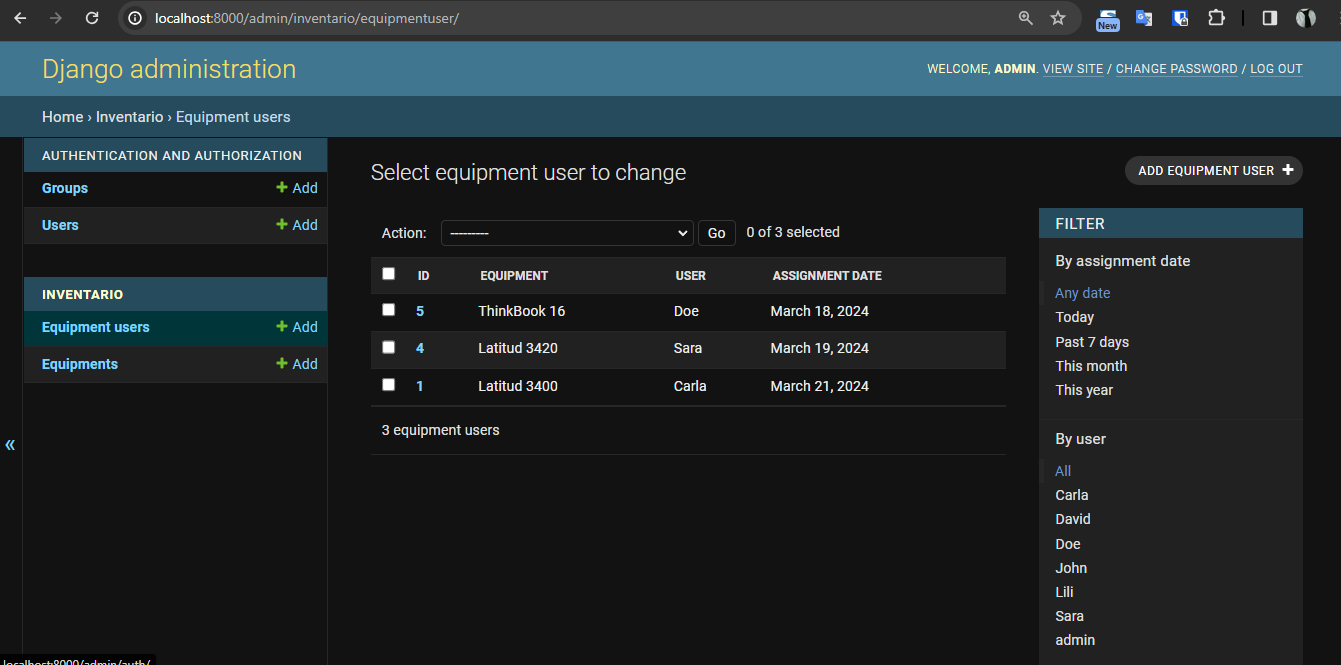 localhost:8000/admin/inventario/equipmentuser/
New
Django administration
WELCOME, ADMIN. VIEW SITE / CHANGE PASSWORD / LOG OUT
Home › Inventario › Equipment users
AUTHENTICATION AND AUTHORIZATION
Groups + Add
Users + Add
INVENTARIO
Equipment users + Add
Equipments + Add
«
Select equipment user to change
ADD EQUIPMENT USER +
Action: --------- Go 0 of 3 selected
ID EQUIPMENT USER ASSIGNMENT DATE
5 ThinkBook 16 Doe March 18, 2024
4 Latitud 3420 Sara March 19, 2024
1 Latitud 3400 Carla March 21, 2024
3 equipment users
FILTER
By assignment date
Any date
Today
Past 7 days
This month
This year
By user
All
Carla
David
Doe
John
Lili
Sara
admin
localhost:8000/admin/auth/